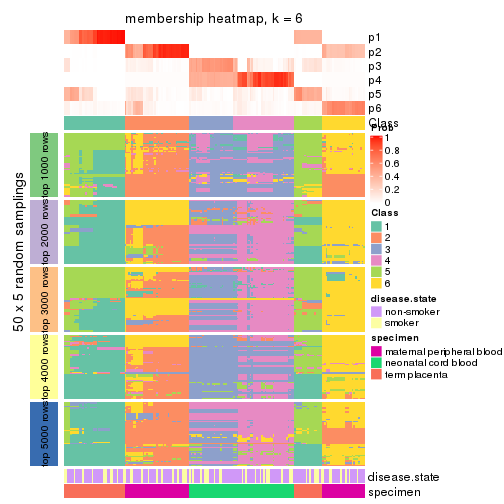 membership heatmap, k = 6
p1
p2
p3
p4
p5
p6
Class
50 x 5 random samplings
top 1000 rows
top 2000 rows
top 3000 rows
top 4000 rows
top 5000 rows
Prob
1
0.8
0.6
0.4
0.2
0
Class
1
2
3
4
5
6
disease.state
non-smoker
smoker
specimen
maternal peripheral blood
neonatal cord blood
term placenta
disease.state
specimen